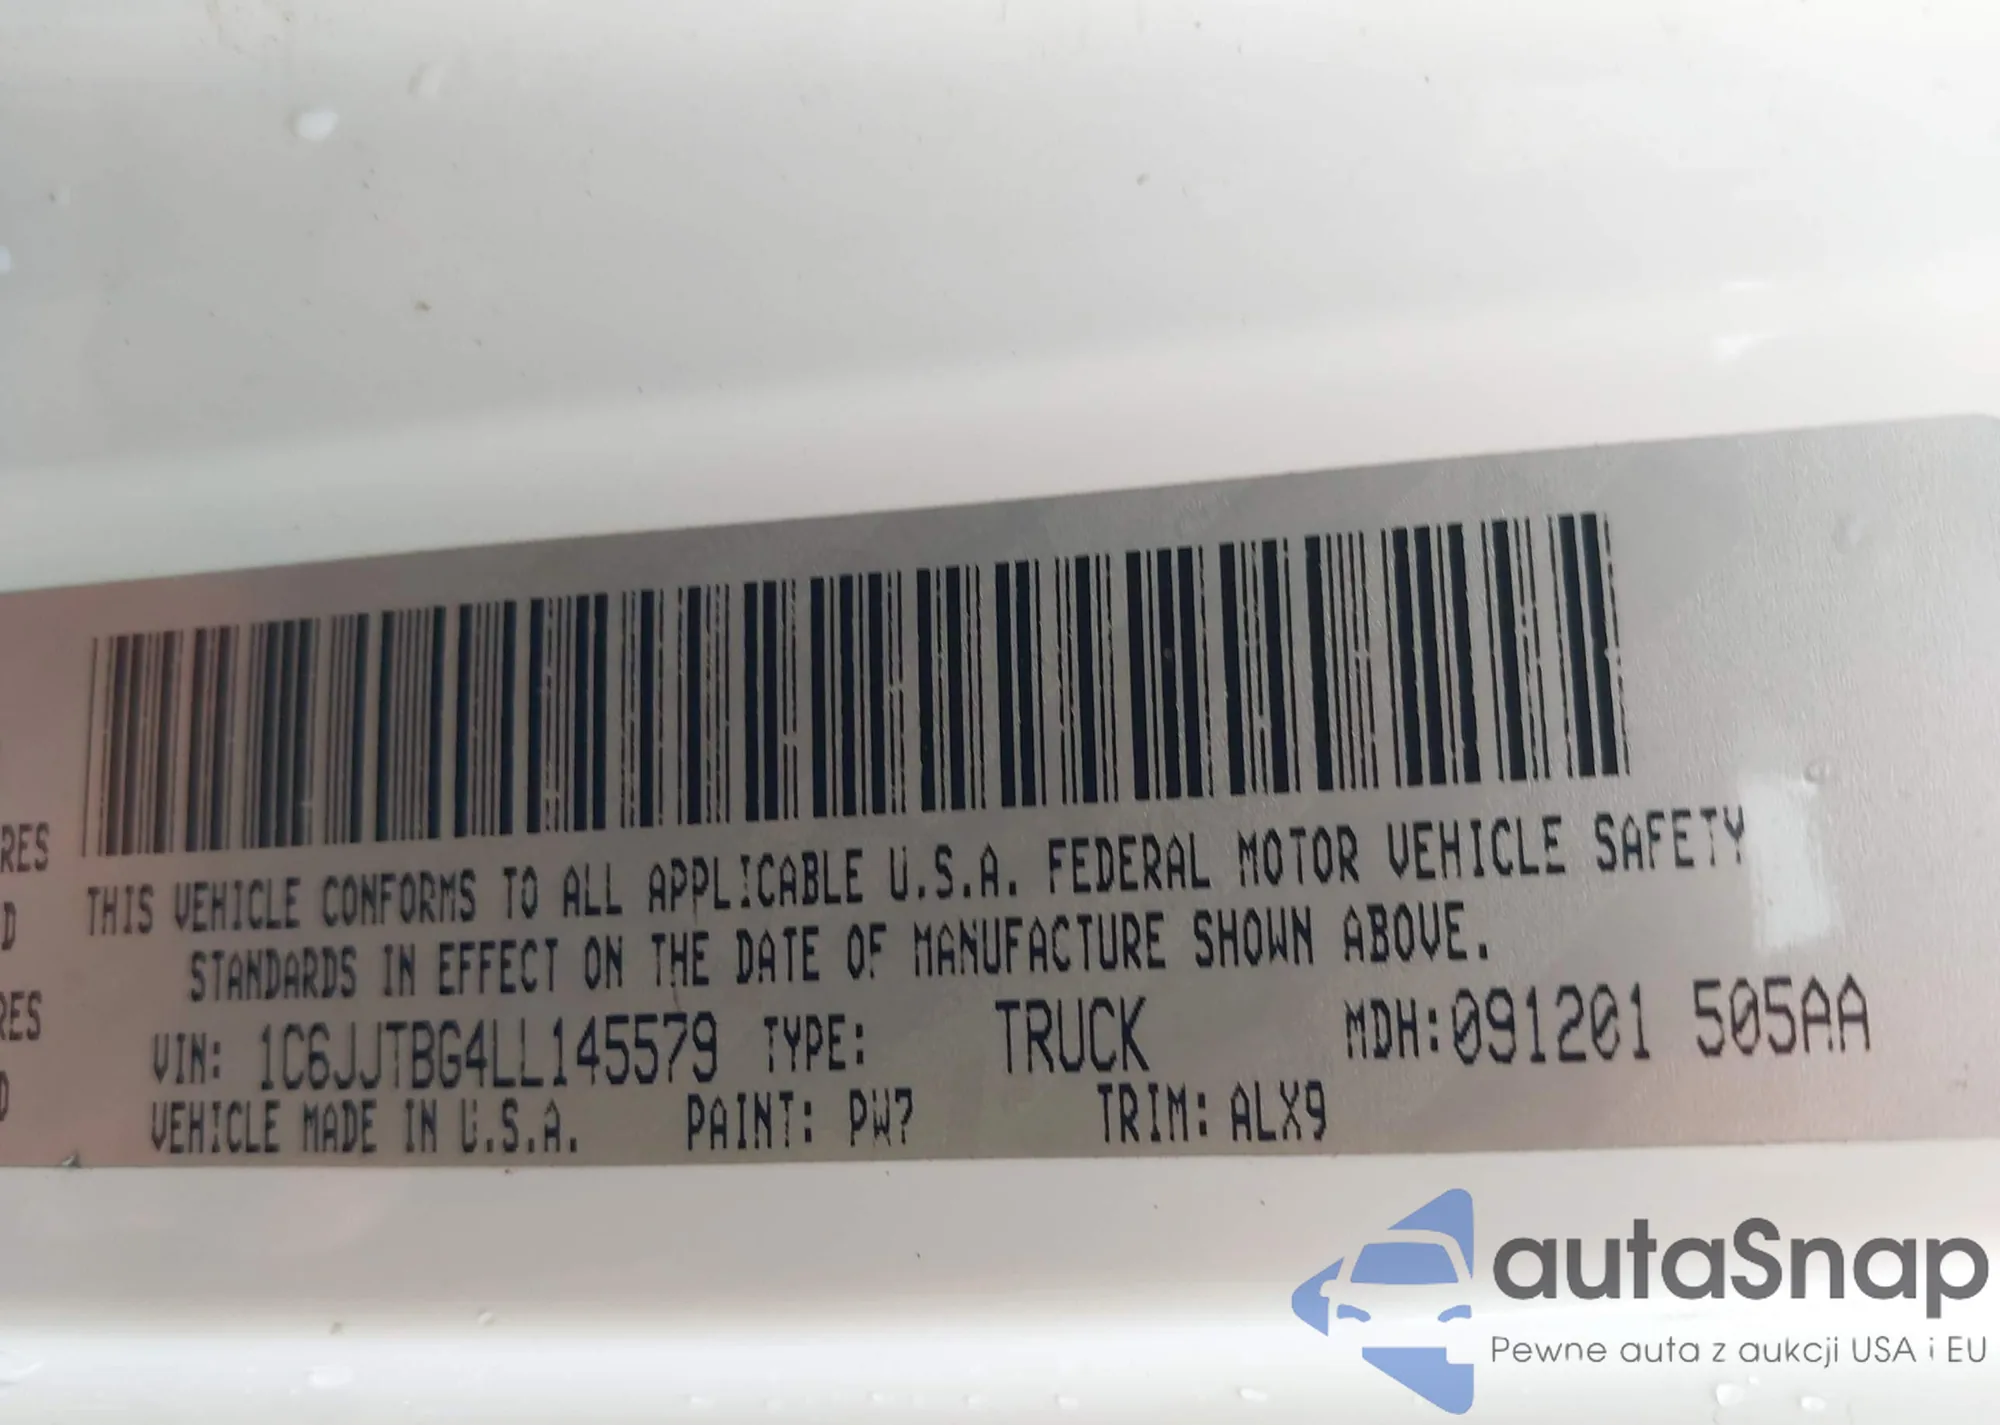 RES
D
RES
D
THIS VEHICLE CONFORMS TO ALL APPLICABLE U.S.A. FEDERAL MOTOR VEHICLE SAFETY
STANDARDS IN EFFECT ON THE DATE OF MANUFACTURE SHOWN ABOVE.
VIN: 1C6JJTBG4LL145579 TYPE: TRUCK MDH:091201 505AA
VEHICLE MADE IN U.S.A. PAINT: PW7 TRIM: ALX9
autaSnap
Pewne auta z aukcji USA i EU